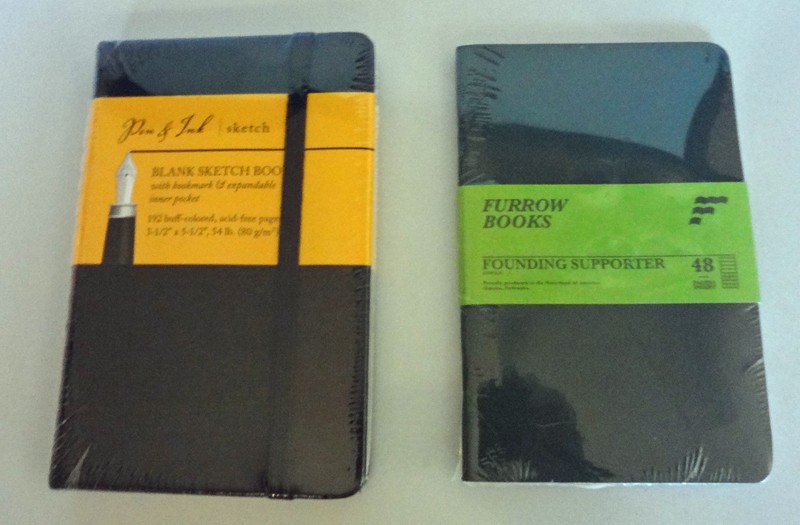 Pen & Ink | sketch
BLANK SKETCH BOO
with bookmark & expandable
inner pocket
192 buff-colored, acid-free pages
3-1/2" x 5-1/2", 54 lb. (80 g/m²)
FURROW
BOOKS
FOUNDING SUPPORTER
48